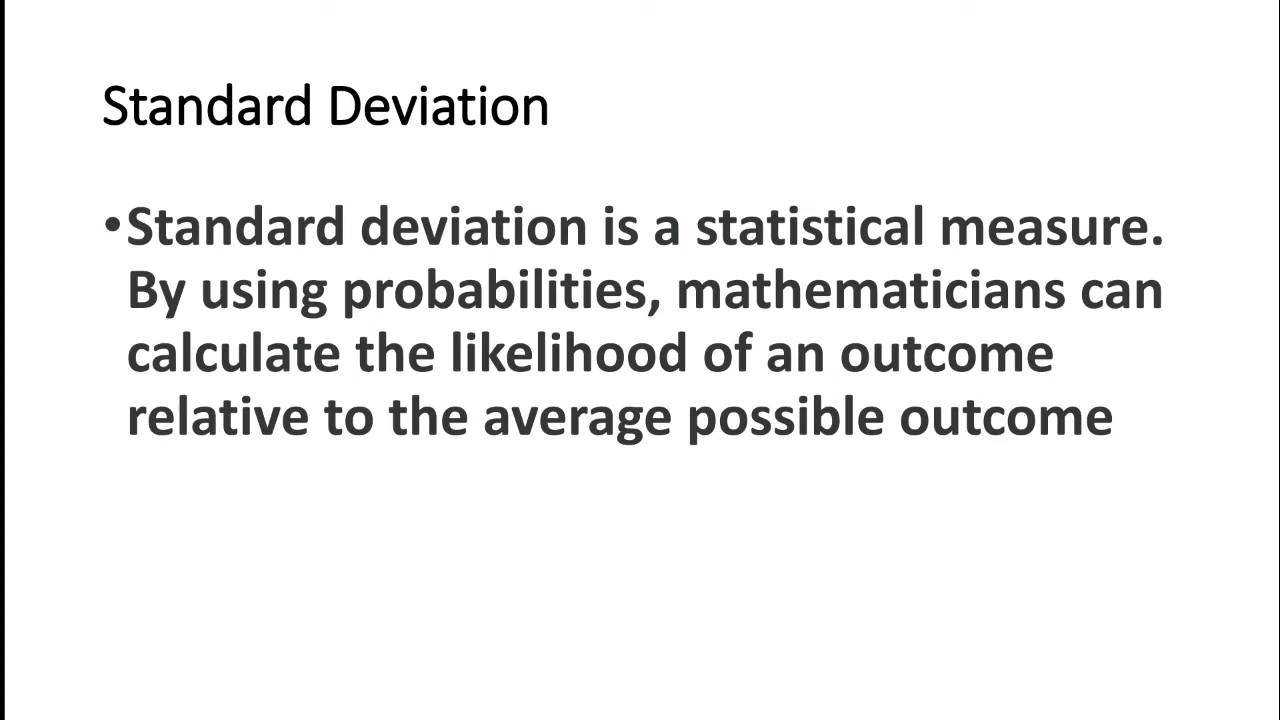 Standard Deviation
•Standard deviation is a statistical measure.
By using probabilities, mathematicians can
calculate the likelihood of an outcome
relative to the average possible outcome